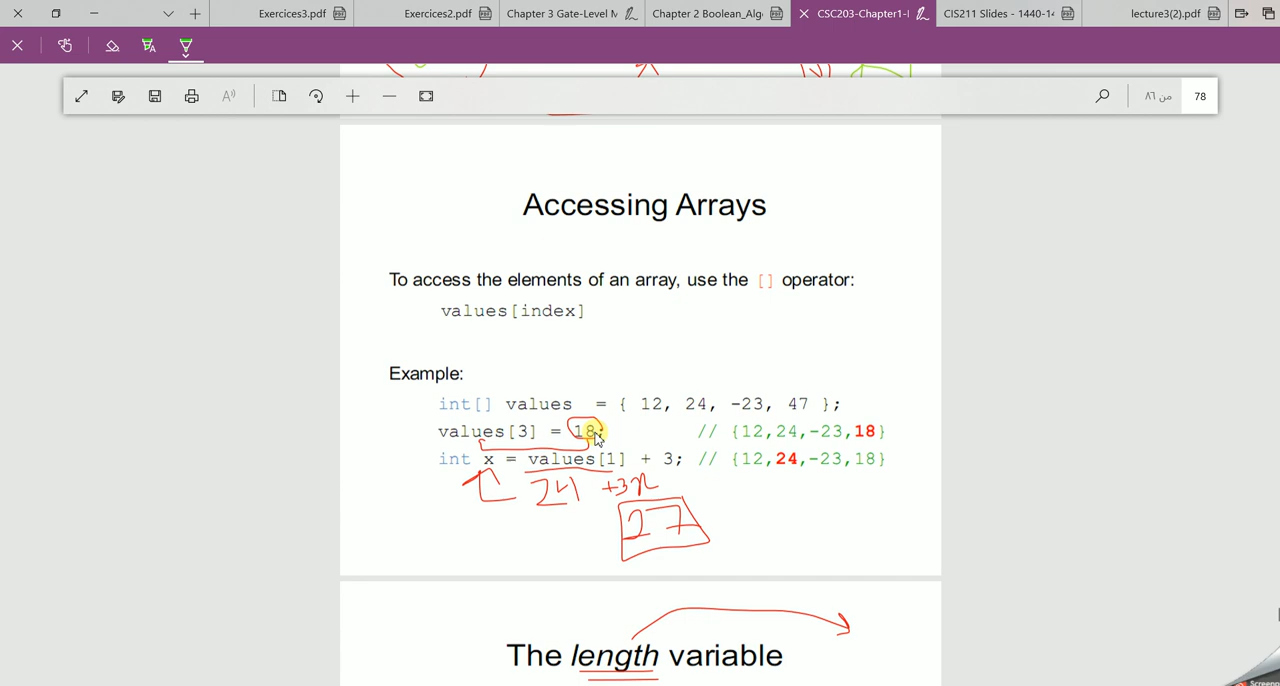 Exercices3.pdf
Exercices2.pdf
Chapter 3 Gate-Level M
Chapter 2 Boolean_Alg
CSC203-Chapter1-I
CIS211 Slides - 1440-14
lecture3(2).pdf
من ٨٦
78
Accessing Arrays
To access the elements of an array, use the [] operator:
values[index]
Example:
int[] values = { 12, 24, -23, 47 };
values[3] = 18; // {12,24,-23,18}
int x = values[1] + 3; // {12,24,-23,18}
24 +3
27
The length variable